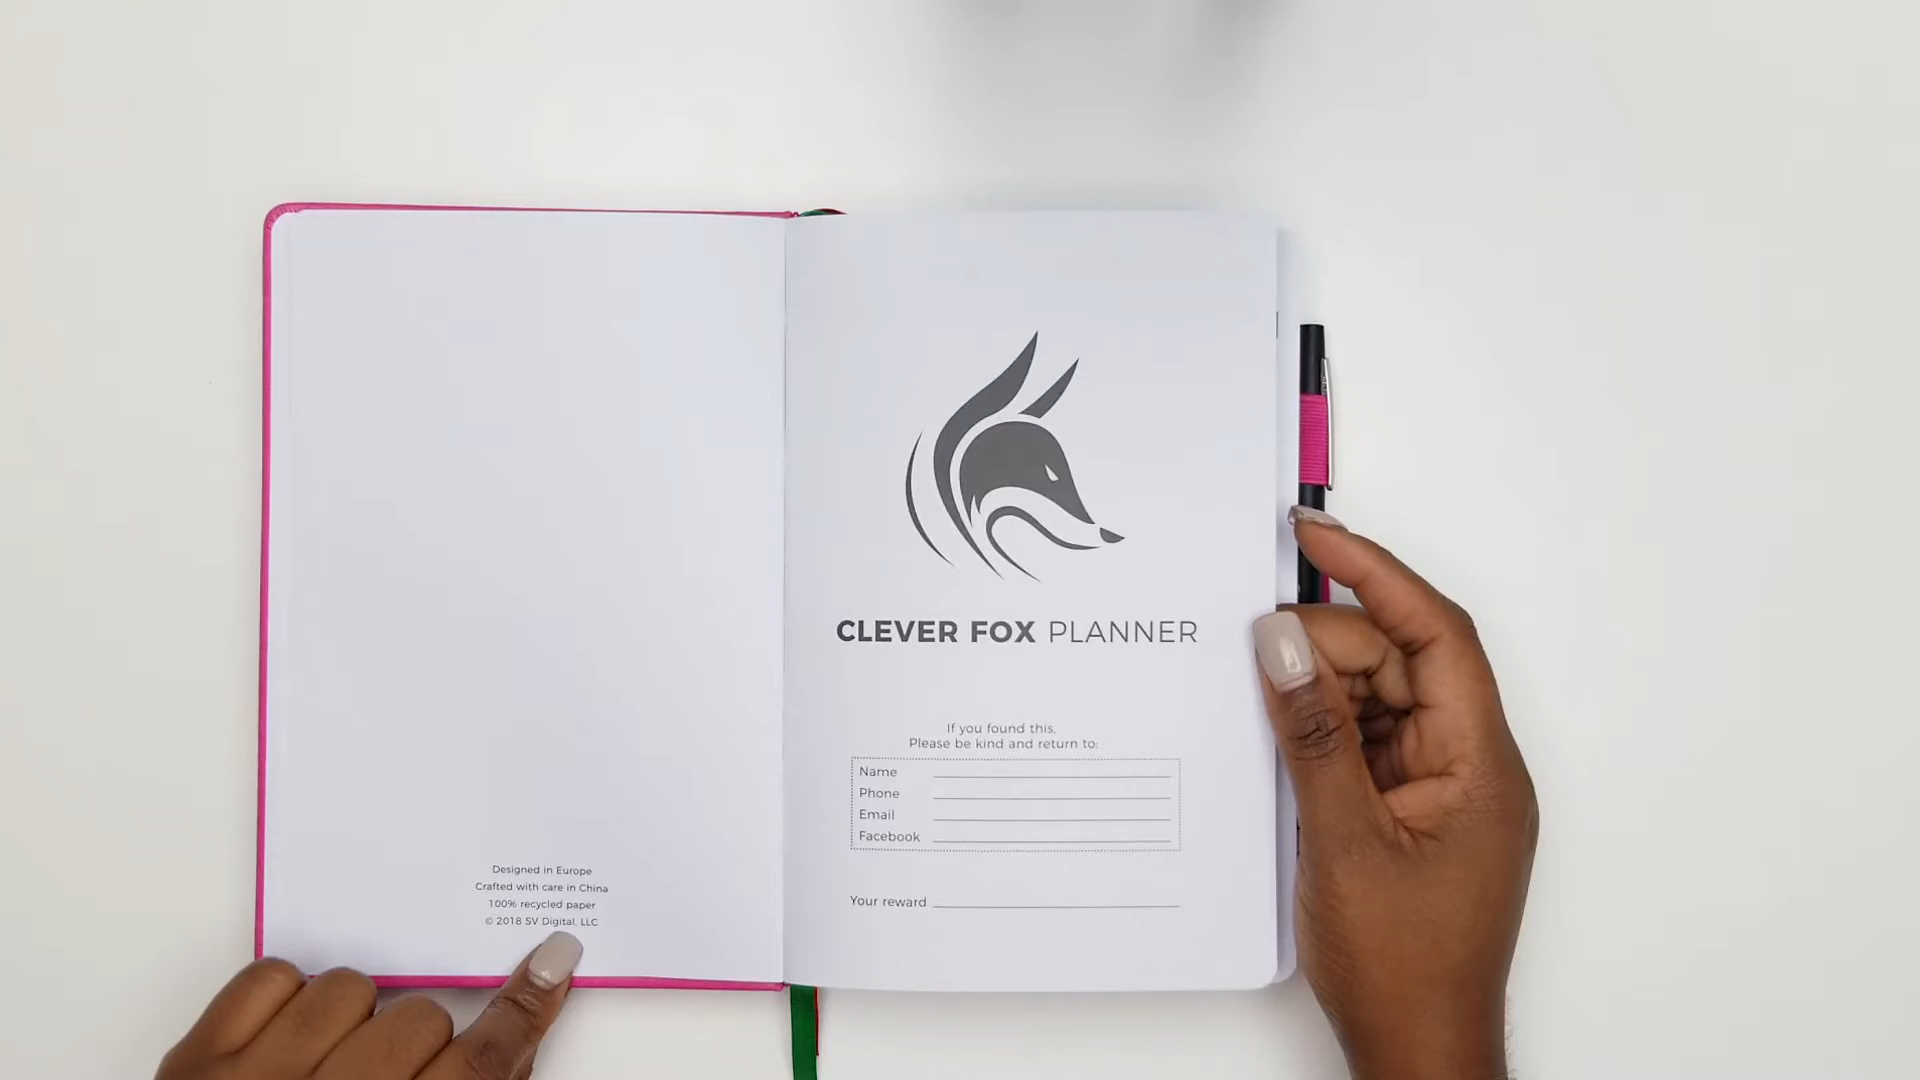 Designed in Europe
Crafted with care in China
100% recycled paper
© 2018 SV Digital, LLC
CLEVER FOX PLANNER
If you found this,
Please be kind and return to:
Name
Phone
Email
Facebook
Your reward